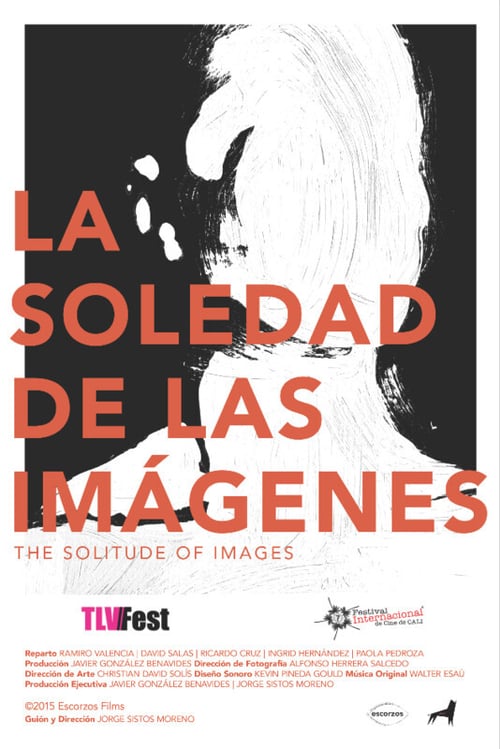 LA
SOLEDAD
DE LAS
IMÁGENES
THE SOLITUDE OF IMAGES
TLVFest
7 Festival
Internacional
de Cine de CALI
Reparto RAMIRO VALENCIA | DAVID SALAS | RICARDO CRUZ | INGRID HERNÁNDEZ | PAOLA PEDROZA
Producción JAVIER GONZÁLEZ BENAVIDES Dirección de Fotografía ALFONSO HERRERA SALCEDO
Dirección de Arte CHRISTIAN DAVID SOLÍS Diseño Sonoro KEVIN PINEDA GOULD Música Original WALTER ESAÚ
Producción Ejecutiva JAVIER GONZÁLEZ BENAVIDES | JORGE SISTOS MORENO
©2015 Escorzos Films
Guión y Dirección JORGE SISTOS MORENO
escorzos